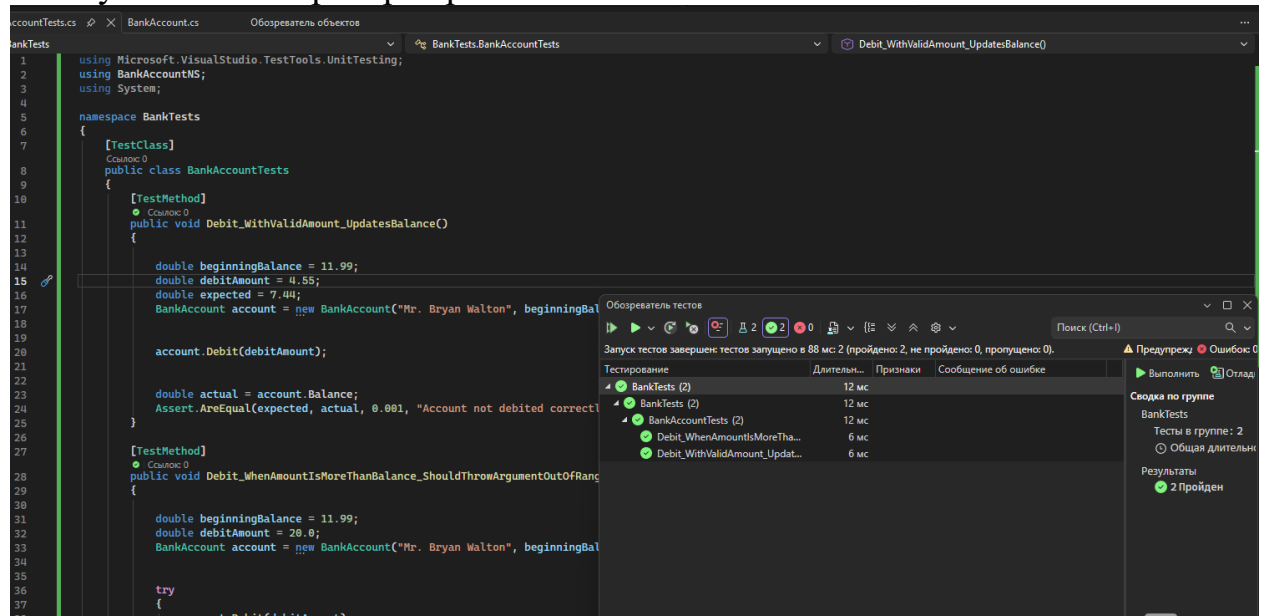 ccountTests.cs BankAccount.cs Обозреватель объектов
BankTests BankTests.BankAccountTests Debit_WithValidAmount_UpdatesBalance()
1 using Microsoft.VisualStudio.TestTools.UnitTesting;
2 using BankAccountNS;
3 using System;
4
5 namespace BankTests
6 {
7 [TestClass]
Ссылок: 0
8 public class BankAccountTests
9 {
10 [TestMethod]
Ссылок: 0
11 public void Debit_WithValidAmount_UpdatesBalance()
12 {
13
14 double beginningBalance = 11.99;
15 double debitAmount = 4.55;
16 double expected = 7.44;
17 BankAccount account = new BankAccount("Mr. Bryan Walton", beginningBal
18
19
20 account.Debit(debitAmount);
21
22
23 double actual = account.Balance;
24 Assert.AreEqual(expected, actual, 0.001, "Account not debited correctl
25 }
26
27 [TestMethod]
Ссылок: 0
28 public void Debit_WhenAmountIsMoreThanBalance_ShouldThrowArgumentOutOfRang
29 {
30
31 double beginningBalance = 11.99;
32 double debitAmount = 20.0;
33 BankAccount account = new BankAccount("Mr. Bryan Walton", beginningBal
34
35
36 try
37 {
Обозреватель тестов
2 2 0 Поиск (Ctrl+I)
Запуск тестов завершен: тестов запущено в 88 мс: 2 (пройдено: 2, не пройдено: 0, пропущено: 0). Предупреж Ошибок: 0
Тестирование Длительн... Признаки Сообщение об ошибке
BankTests (2) 12 мс
BankTests (2) 12 мс
BankAccountTests (2) 12 мс
Debit_WhenAmountIsMoreTha... 6 мс
Debit_WithValidAmount_Updat... 6 мс
Выполнить Отлад
Сводка по группе
BankTests
Тесты в группе: 2
Общая длительно
Результаты
2 Пройден